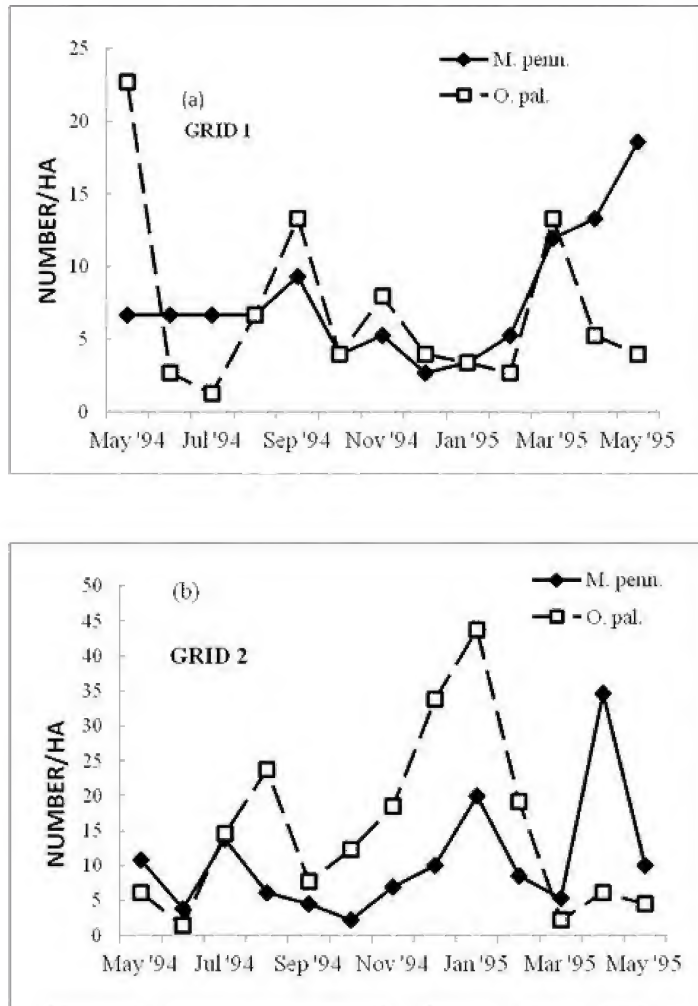 25
20
15
10
5
0
NUMBER/HA
(a)
GRID 1
M. penn.
O. pal.
May '94 Jul '94 Sep '94 Nov '94 Jan '95 Mar '95 May '95
50
45
40
35
30
25
20
15
10
5
0
NUMBER/HA
(b)
GRID 2
M. penn.
O. pal.
May '94 Jul '94 Sep '94 Nov '94 Jan '95 Mar '95 May '95